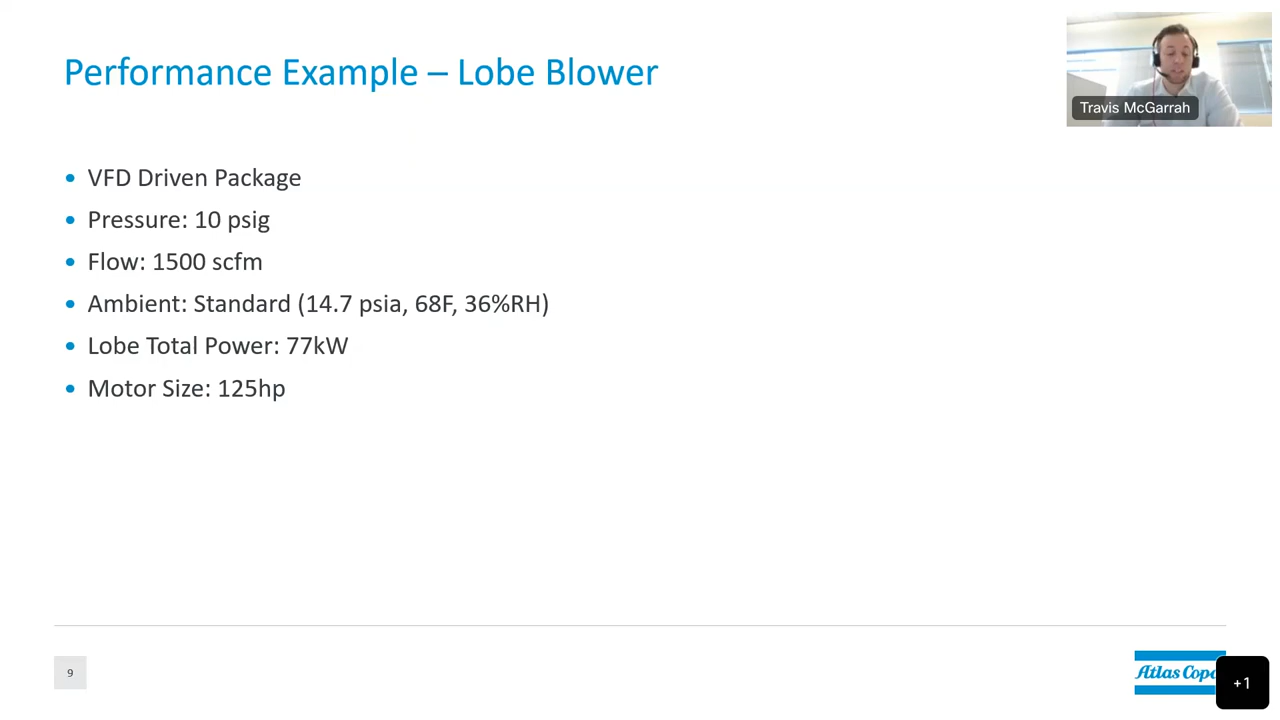 Performance Example – Lobe Blower
Travis McGarrah
VFD Driven Package
Pressure: 10 psig
Flow: 1500 scfm
Ambient: Standard (14.7 psia, 68F, 36%RH)
Lobe Total Power: 77kW
Motor Size: 125hp
9
Atlas
+1